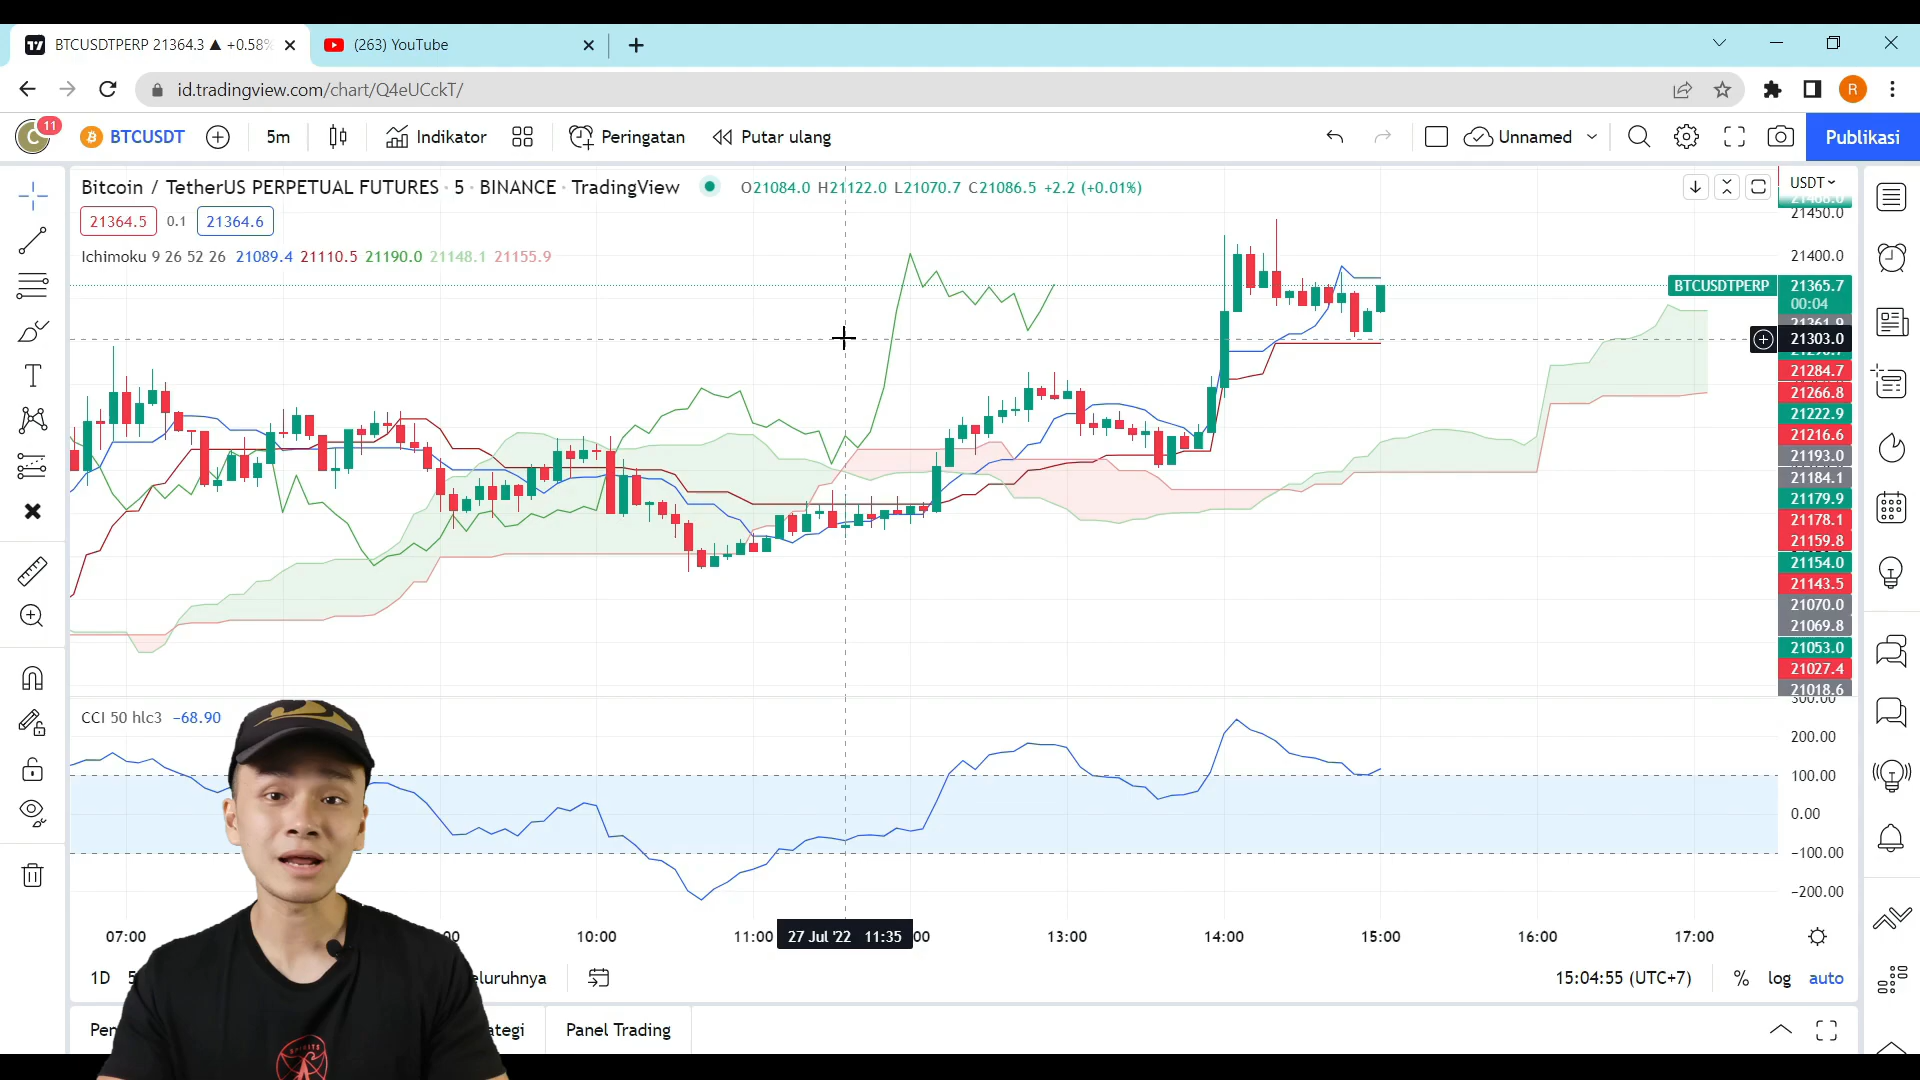 BTCUSDTPERP 21364.3 ▲ +0.58%
(263) YouTube
id.tradingview.com/chart/Q4eUCckT/
R
C
11
BTCUSDT
5m
Indikator
Peringatan
Putar ulang
Unnamed
Publikasi
Bitcoin / TetherUS PERPETUAL FUTURES · 5 · BINANCE · TradingView
O21084.0 H21122.0 L21070.7 C21086.5 +2.2 (+0.01%)
21364.5
0.1
21364.6
Ichimoku 9 26 52 26 21089.4 21110.5 21190.0 21148.1 21155.9
USDT
21450.0
21400.0
BTCUSDTPERP
21365.7
00:04
21361.9
21303.0
21284.7
21266.8
21222.9
21216.6
21193.0
21184.1
21179.9
21178.1
21159.8
21154.0
21143.5
21070.0
21069.8
21053.0
21027.4
21018.6
CCI 50 hlc3 −68.90
300.00
200.00
100.00
0.00
−100.00
−200.00
07:00
10:00
11:00
27 Jul '22 11:35
13:00
14:00
15:00
16:00
17:00
1D
15:04:55 (UTC+7)
%
log
auto
Panel Trading
SPIRITS